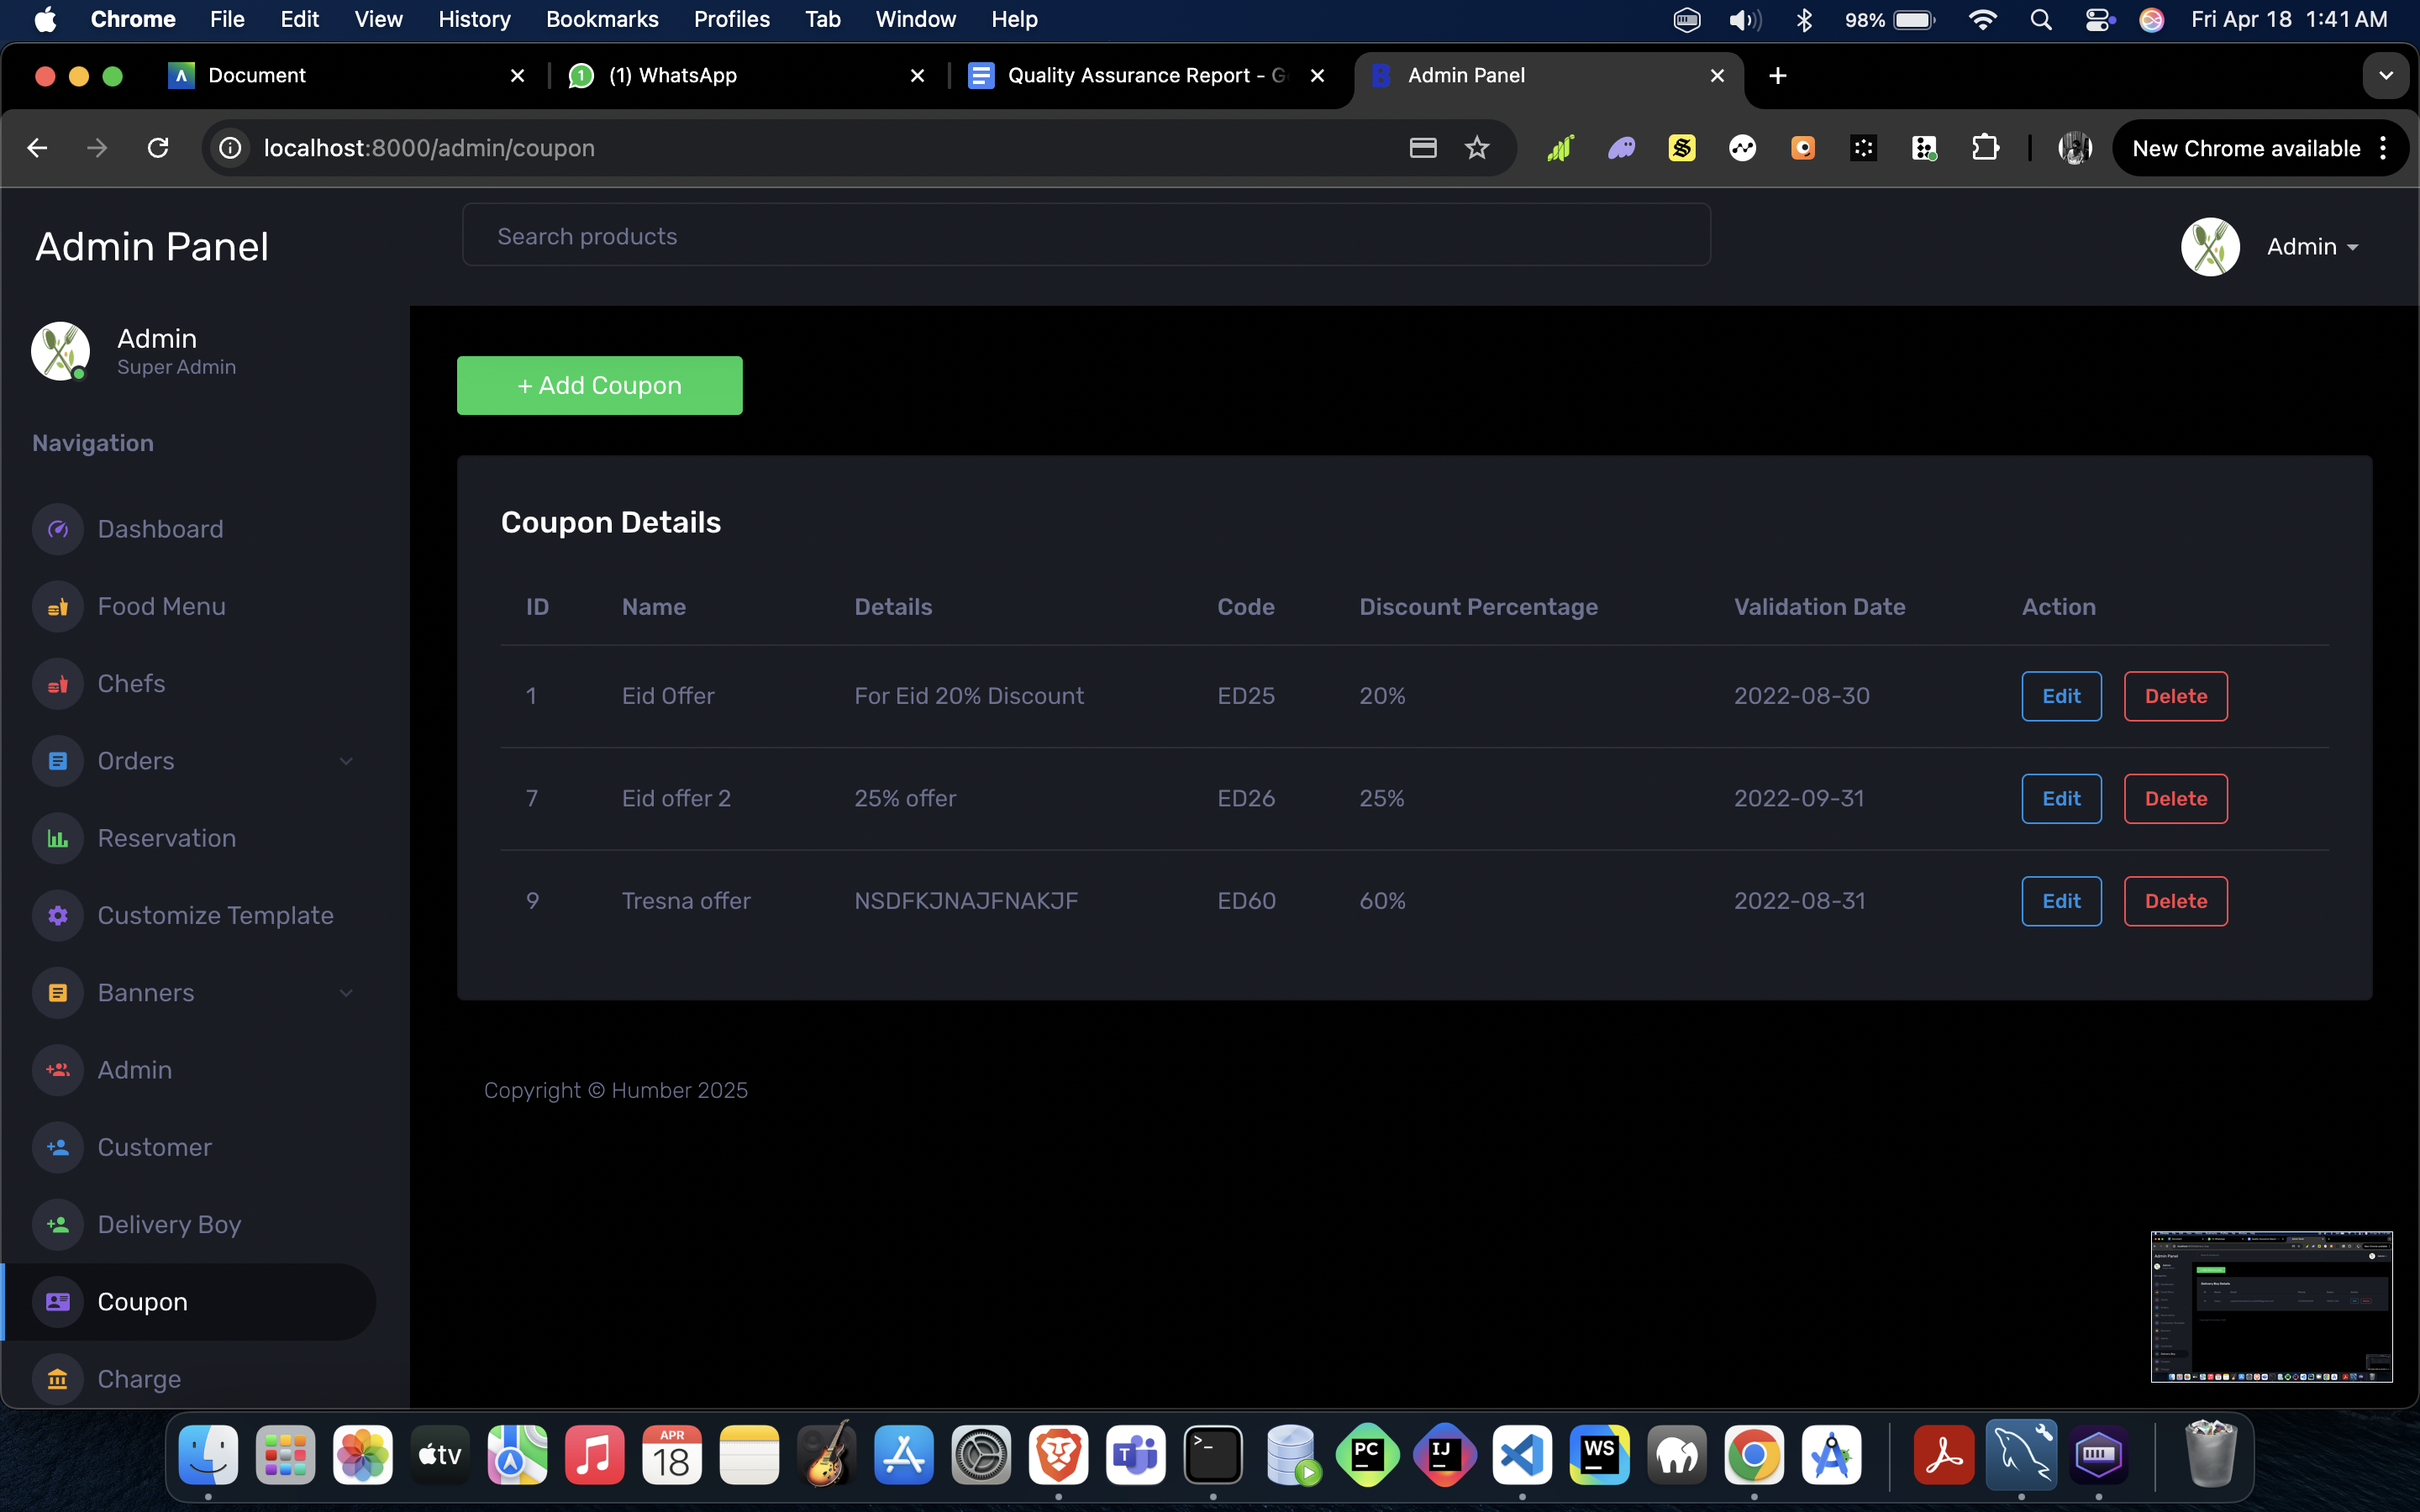 Chrome File Edit View History Bookmarks Profiles Tab Window Help 98% Fri Apr 18 1:41 AM
Document (1) WhatsApp Quality Assurance Report - G Admin Panel
localhost:8000/admin/coupon New Chrome available
Admin Panel Search products Admin
Admin
Super Admin
+ Add Coupon
Navigation
Coupon Details
Dashboard
Food Menu
Chefs
Orders
Reservation
Customize Template
Banners
Admin
Customer
Delivery Boy
Coupon
Charge
ID Name Details Code Discount Percentage Validation Date Action
1 Eid Offer For Eid 20% Discount ED25 20% 2022-08-30 Edit Delete
7 Eid offer 2 25% offer ED26 25% 2022-09-31 Edit Delete
9 Tresna offer NSDFKJNAJFNAKJF ED60 60% 2022-08-31 Edit Delete
Copyright © Humber 2025
tv APR 18 PC IJ WS